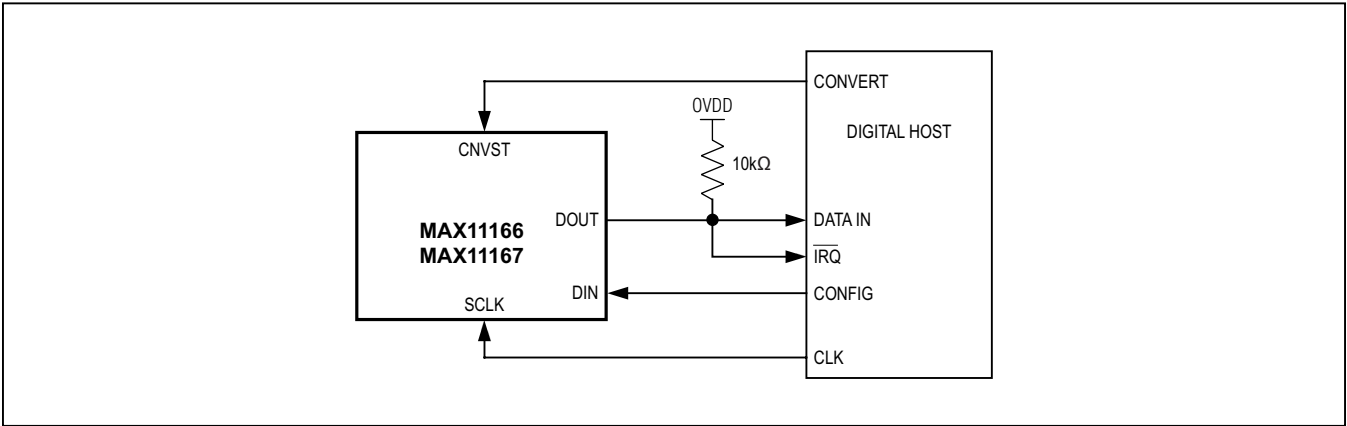 CONVERT
OVDD
DIGITAL HOST
CNVST
10kΩ
DOUT
DATA IN
MAX11166
MAX11167
IRQ
DIN
CONFIG
SCLK
CLK